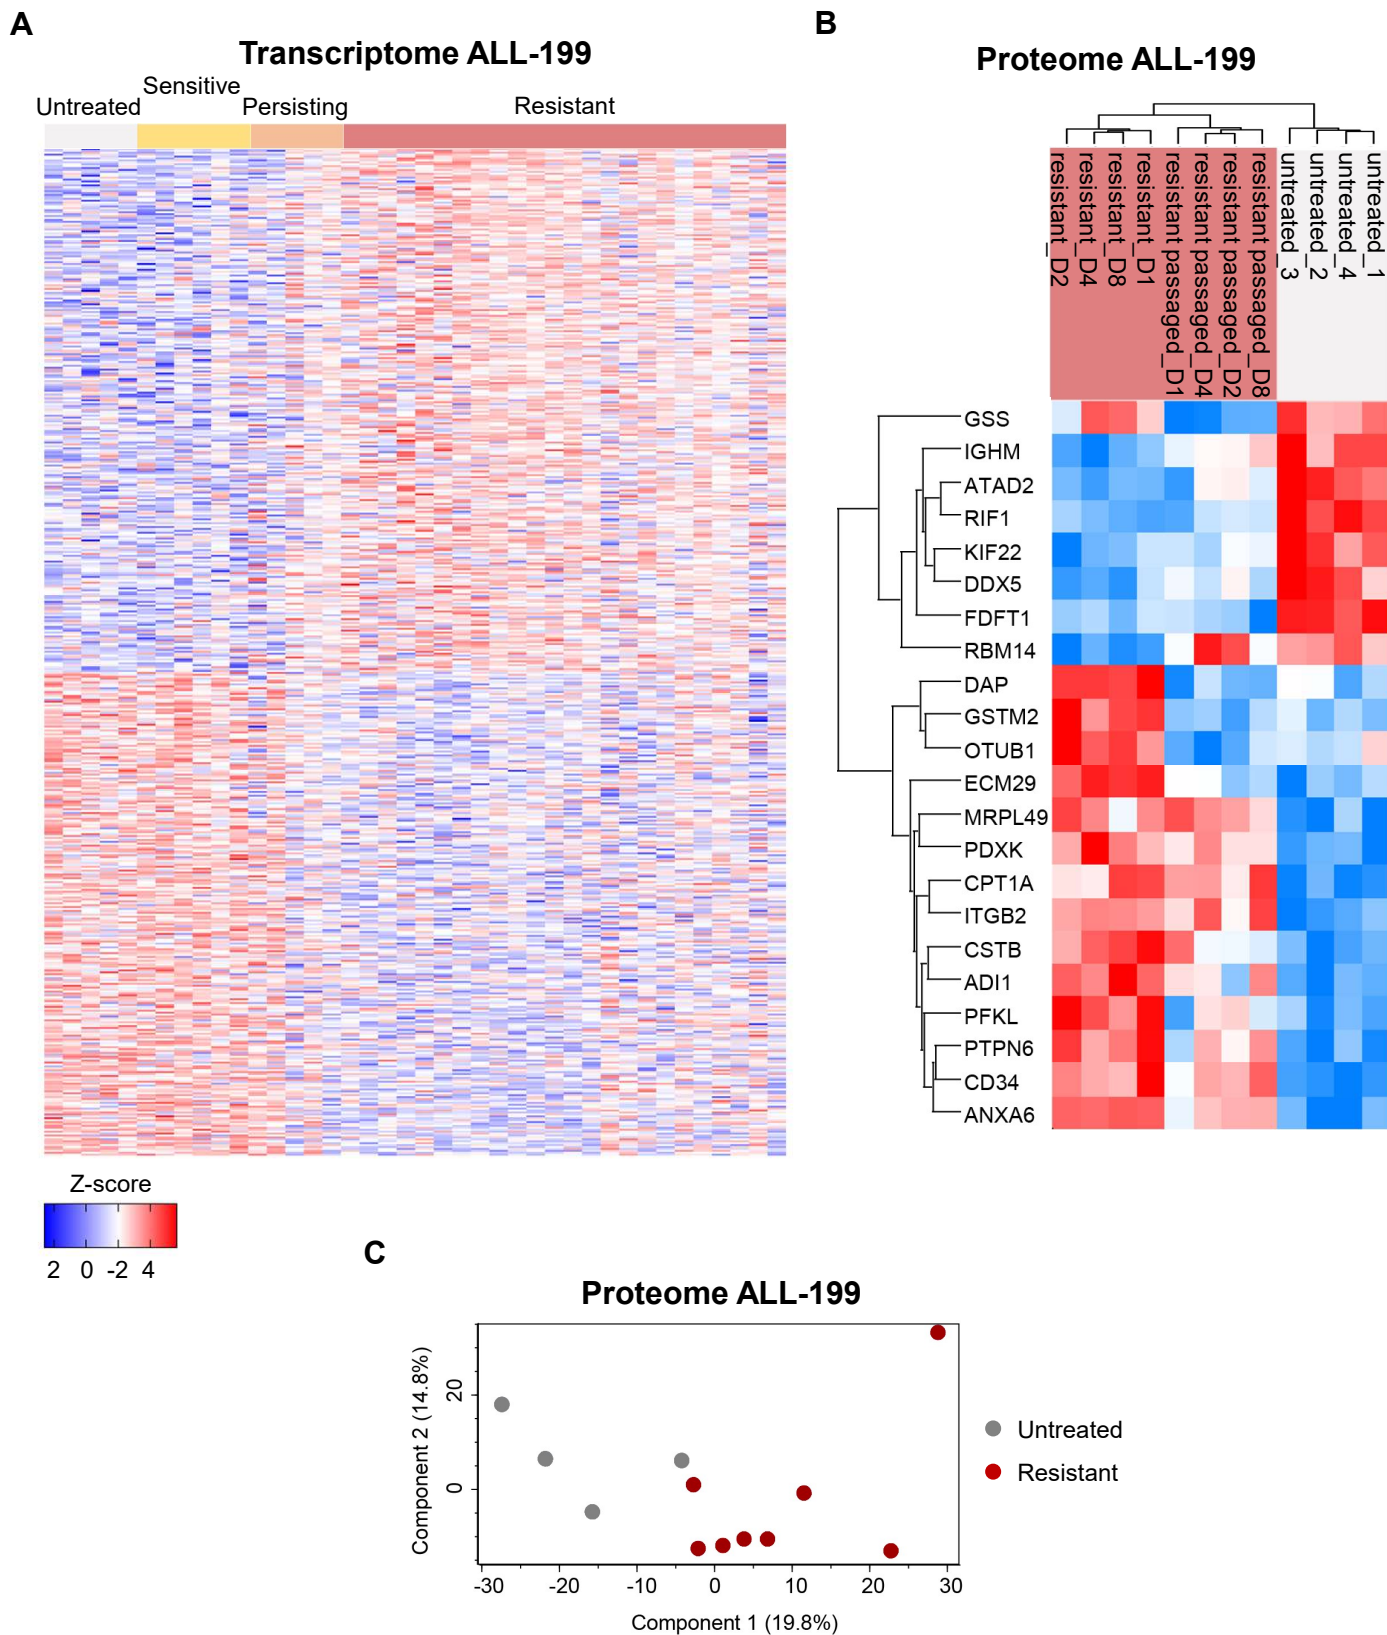 A
Transcriptome ALL-199
Sensitive
Untreated
Persisting
Resistant
Z-score
2 0 -2 4
B
Proteome ALL-199
resistant_D2
resistant_D4
resistant_D8
resistant_D1
resistant passaged_D1
resistant passaged_D4
resistant passaged_D2
resistant passaged_D8
untreated_3
untreated_2
untreated_4
untreated_1
GSS
IGHM
ATAD2
RIF1
KIF22
DDX5
FDFT1
RBM14
DAP
GSTM2
OTUB1
ECM29
MRPL49
PDXK
CPT1A
ITGB2
CSTB
ADI1
PFKL
PTPN6
CD34
ANXA6
C
Proteome ALL-199
Component 2 (14.8%)
20
0
-30 -20 -10 0 10 20 30
Component 1 (19.8%)
Untreated
Resistant